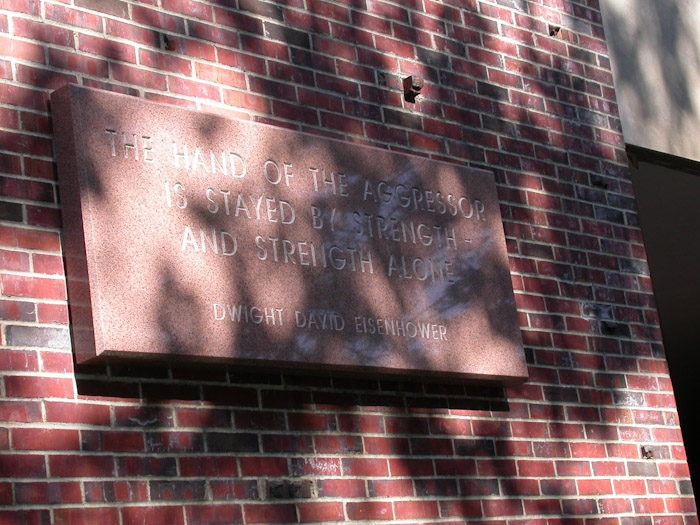 THE HAND OF THE AGGRESSOR
IS STAYED BY STRENGTH -
AND STRENGTH ALONE
DWIGHT DAVID EISENHOWER